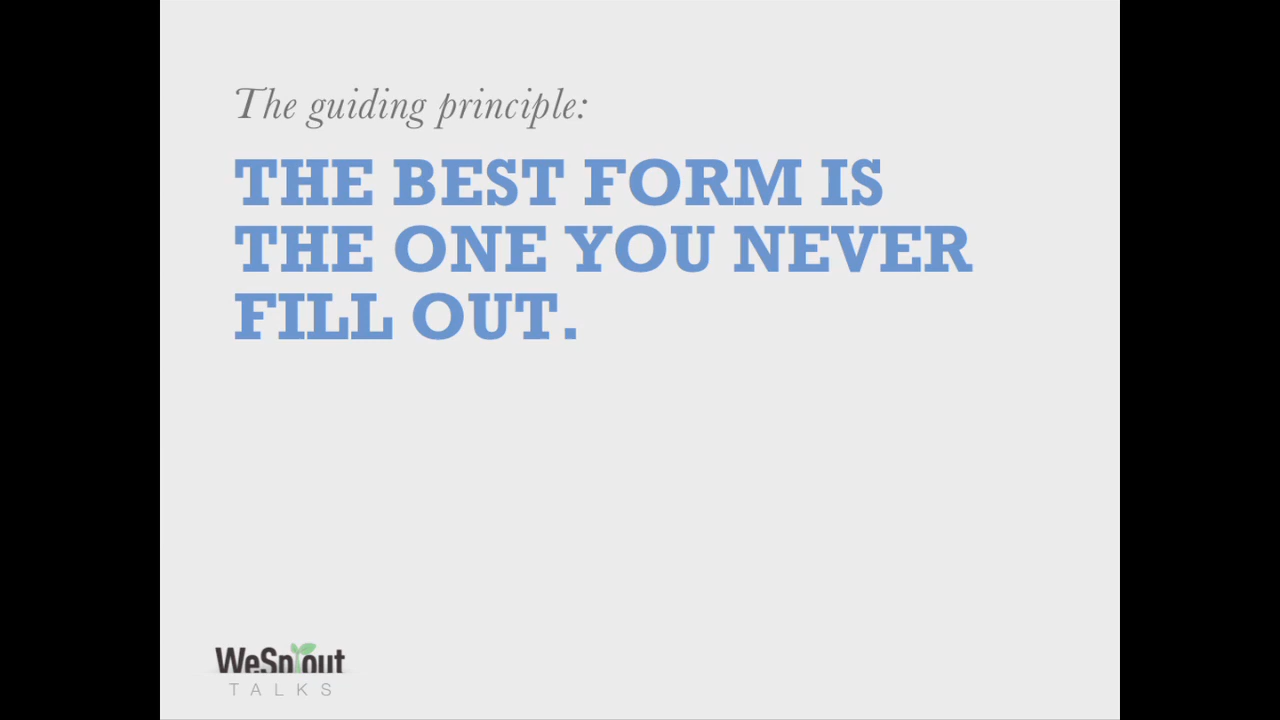 The guiding principle:
THE BEST FORM IS
THE ONE YOU NEVER
FILL OUT.
WeSprout
TALKS